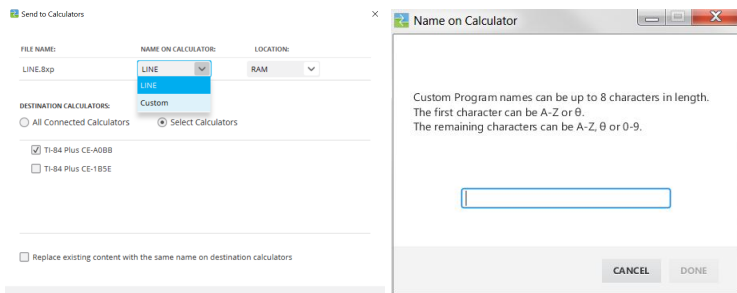 Send to Calculators
FILE NAME: NAME ON CALCULATOR: LOCATION:
LINE.8xp LINE RAM
LINE
Custom
DESTINATION CALCULATORS:
All Connected Calculators Select Calculators
TI-84 Plus CE-A0BB
TI-84 Plus CE-1B5E
Replace existing content with the same name on destination calculators
Name on Calculator
Custom Program names can be up to 8 characters in length.
The first character can be A-Z or θ.
The remaining characters can be A-Z, θ or 0-9.
CANCEL DONE